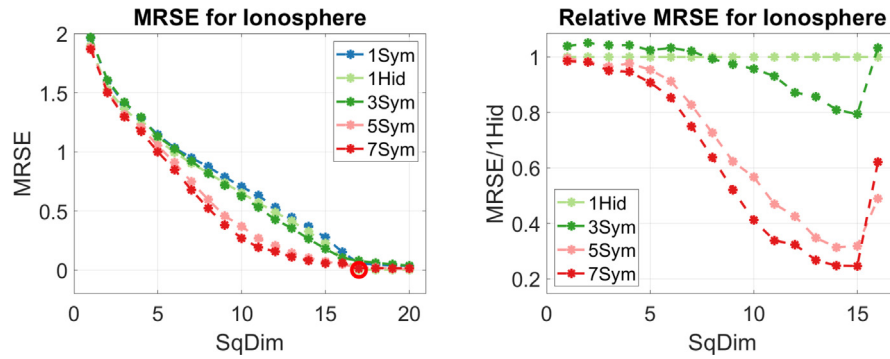 MRSE for Ionosphere
2
1.5
1
0.5
0
MRSE
0
5
10
15
20
SqDim
1Sym
1Hid
3Sym
5Sym
7Sym
Relative MRSE for Ionosphere
1
0.8
0.6
0.4
0.2
MRSE/1Hid
0
5
10
15
SqDim
1Hid
3Sym
5Sym
7Sym